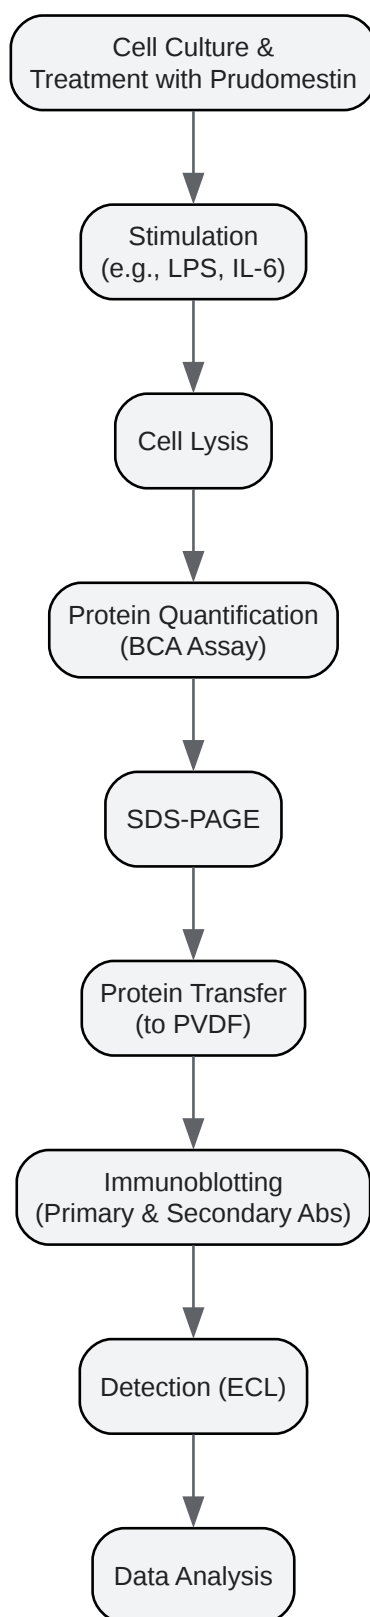 Cell Culture &
Treatment with Prudomestin
Stimulation
(e.g., LPS, IL-6)
Cell Lysis
Protein Quantification
(BCA Assay)
SDS-PAGE
Protein Transfer
(to PVDF)
Immunoblotting
(Primary & Secondary Abs)
Detection (ECL)
Data Analysis